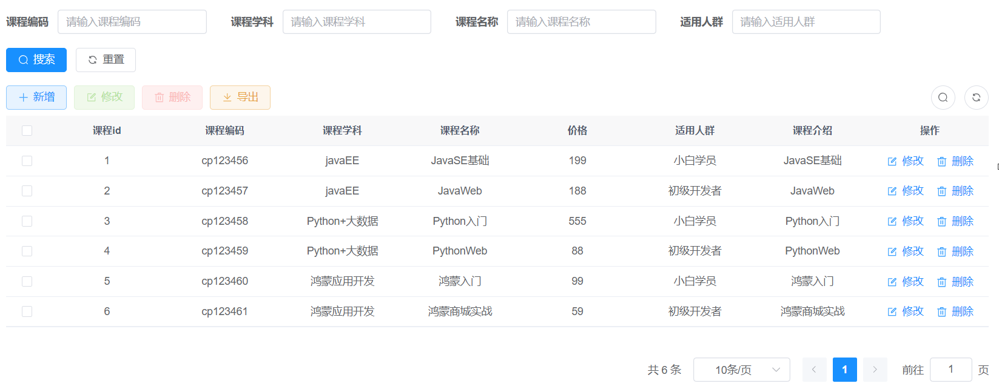 课程编码 请输入课程编码 课程学科 请输入课程学科 课程名称 请输入课程名称 适用人群 请输入适用人群
搜索 重置
新增 修改 删除 导出
课程id 课程编码 课程学科 课程名称 价格 适用人群 课程介绍 操作
1 cp123456 javaEE JavaSE基础 199 小白学员 JavaSE基础 修改 删除
2 cp123457 javaEE JavaWeb 188 初级开发者 JavaWeb 修改 删除
3 cp123458 Python+大数据 Python入门 555 小白学员 Python入门 修改 删除
4 cp123459 Python+大数据 PythonWeb 88 初级开发者 PythonWeb 修改 删除
5 cp123460 鸿蒙应用开发 鸿蒙入门 99 小白学员 鸿蒙入门 修改 删除
6 cp123461 鸿蒙应用开发 鸿蒙商城实战 59 初级开发者 鸿蒙商城实战 修改 删除
共 6 条 10条/页 1 前往 1 页